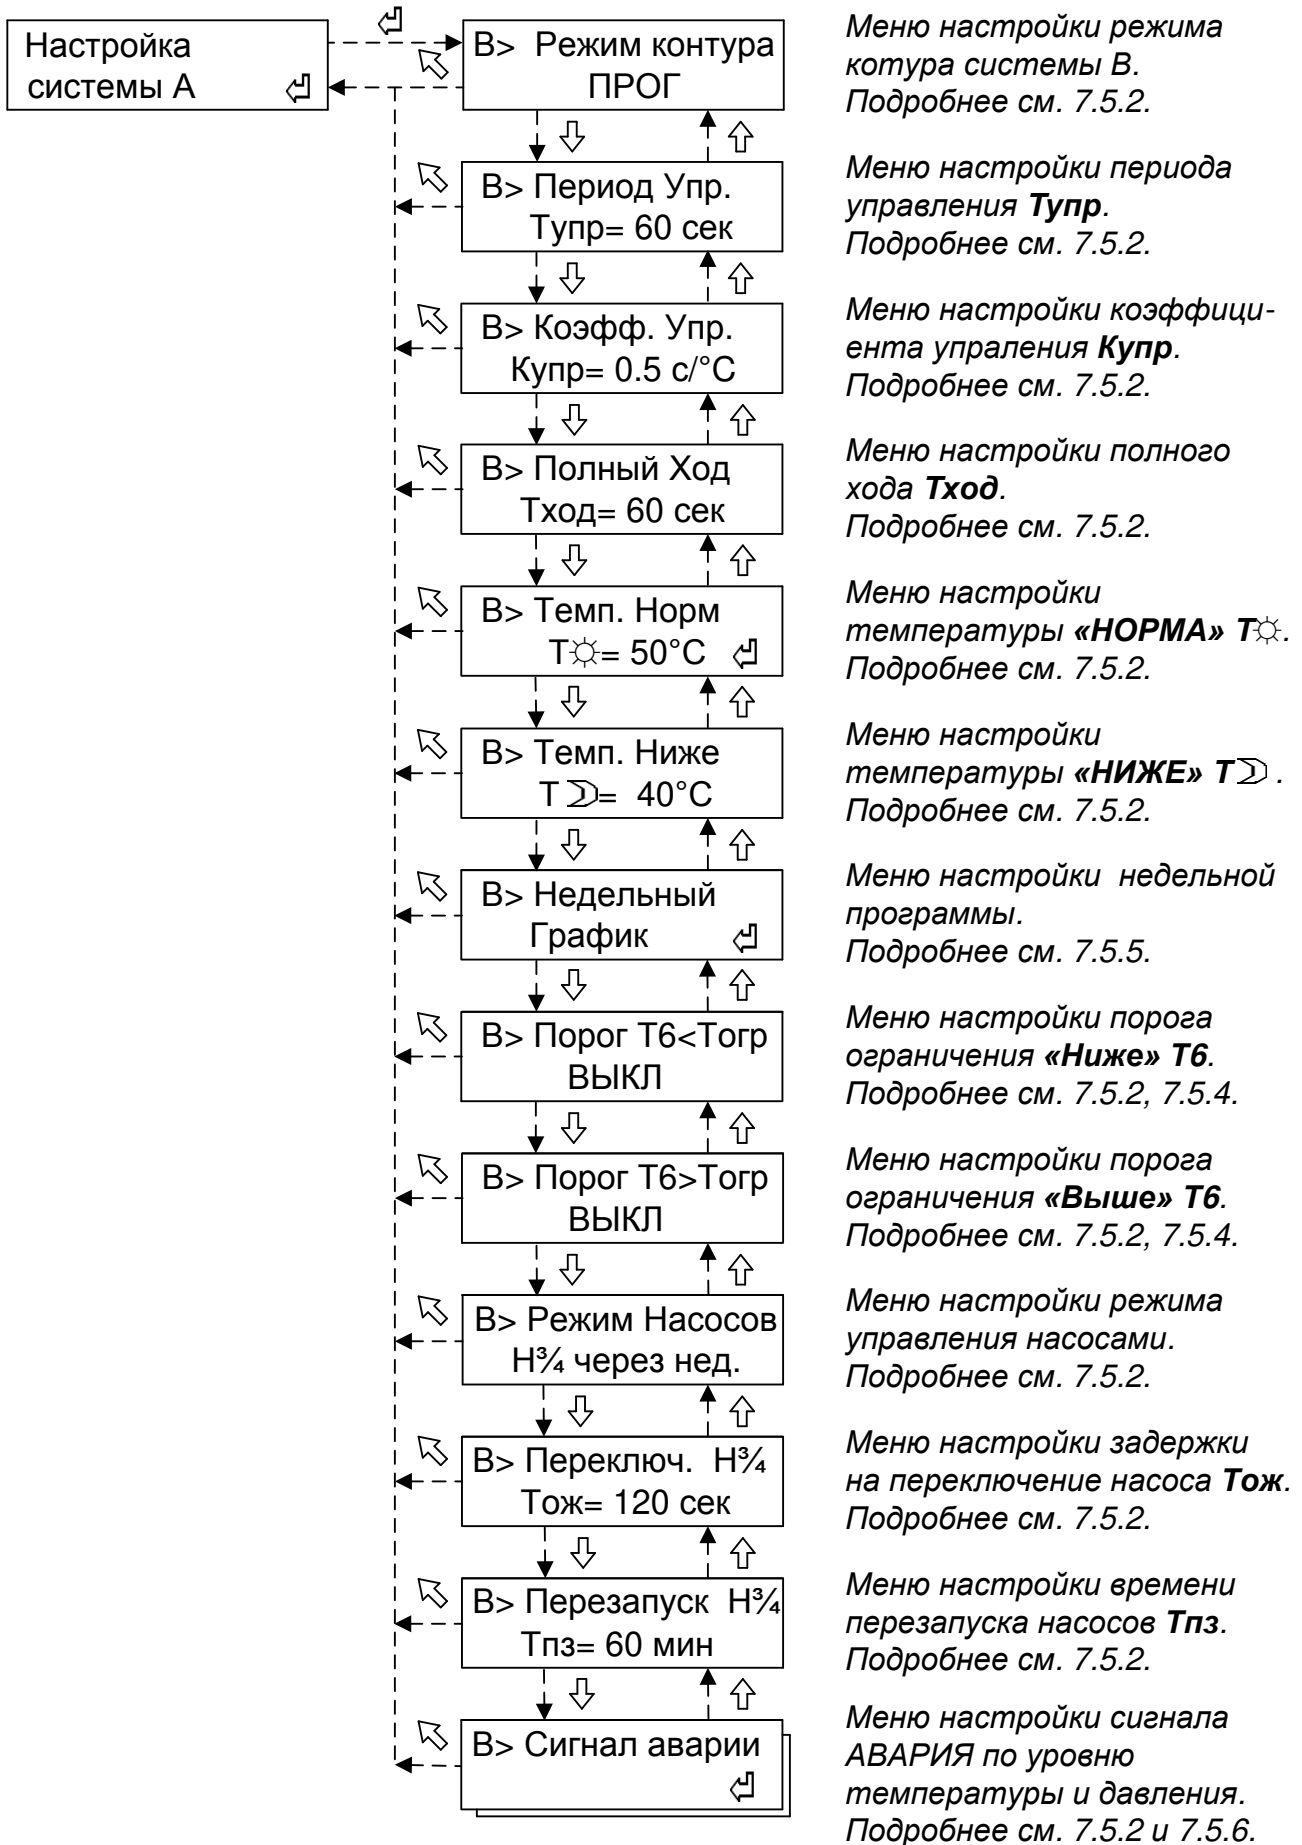 Настройка
системы А
В> Режим контура
ПРОГ
Меню настройки режима
котура системы В.
Подробнее см. 7.5.2.
В> Период Упр.
Тупр= 60 сек
Меню настройки периода
управления Тупр.
Подробнее см. 7.5.2.
В> Коэфф. Упр.
Купр= 0.5 с/°С
Меню настройки коэффици-
ента упраления Купр.
Подробнее см. 7.5.2.
В> Полный Ход
Тход= 60 сек
Меню настройки полного
хода Тход.
Подробнее см. 7.5.2.
В> Темп. Норм
Т☼= 50°С
Меню настройки
температуры «НОРМА» Т☼.
Подробнее см. 7.5.2.
В> Темп. Ниже
Т☽= 40°С
Меню настройки
температуры «НИЖЕ» Т☽.
Подробнее см. 7.5.2.
В> Недельный
График
Меню настройки недельной
программы.
Подробнее см. 7.5.5.
В> Порог Т6<Тогр
ВЫКЛ
Меню настройки порога
ограничения «Ниже» Т6.
Подробнее см. 7.5.2, 7.5.4.
В> Порог Т6>Тогр
ВЫКЛ
Меню настройки порога
ограничения «Выше» Т6.
Подробнее см. 7.5.2, 7.5.4.
В> Режим Насосов
Н¾ через нед.
Меню настройки режима
управления насосами.
Подробнее см. 7.5.2.
В> Переключ. Н¾
Тож= 120 сек
Меню настройки задержки
на переключение насоса Тож.
Подробнее см. 7.5.2.
В> Перезапуск Н¾
Тпз= 60 мин
Меню настройки времени
перезапуска насосов Тпз.
Подробнее см. 7.5.2.
В> Сигнал аварии
Меню настройки сигнала
АВАРИЯ по уровню
температуры и давления.
Подробнее см. 7.5.2 и 7.5.6.